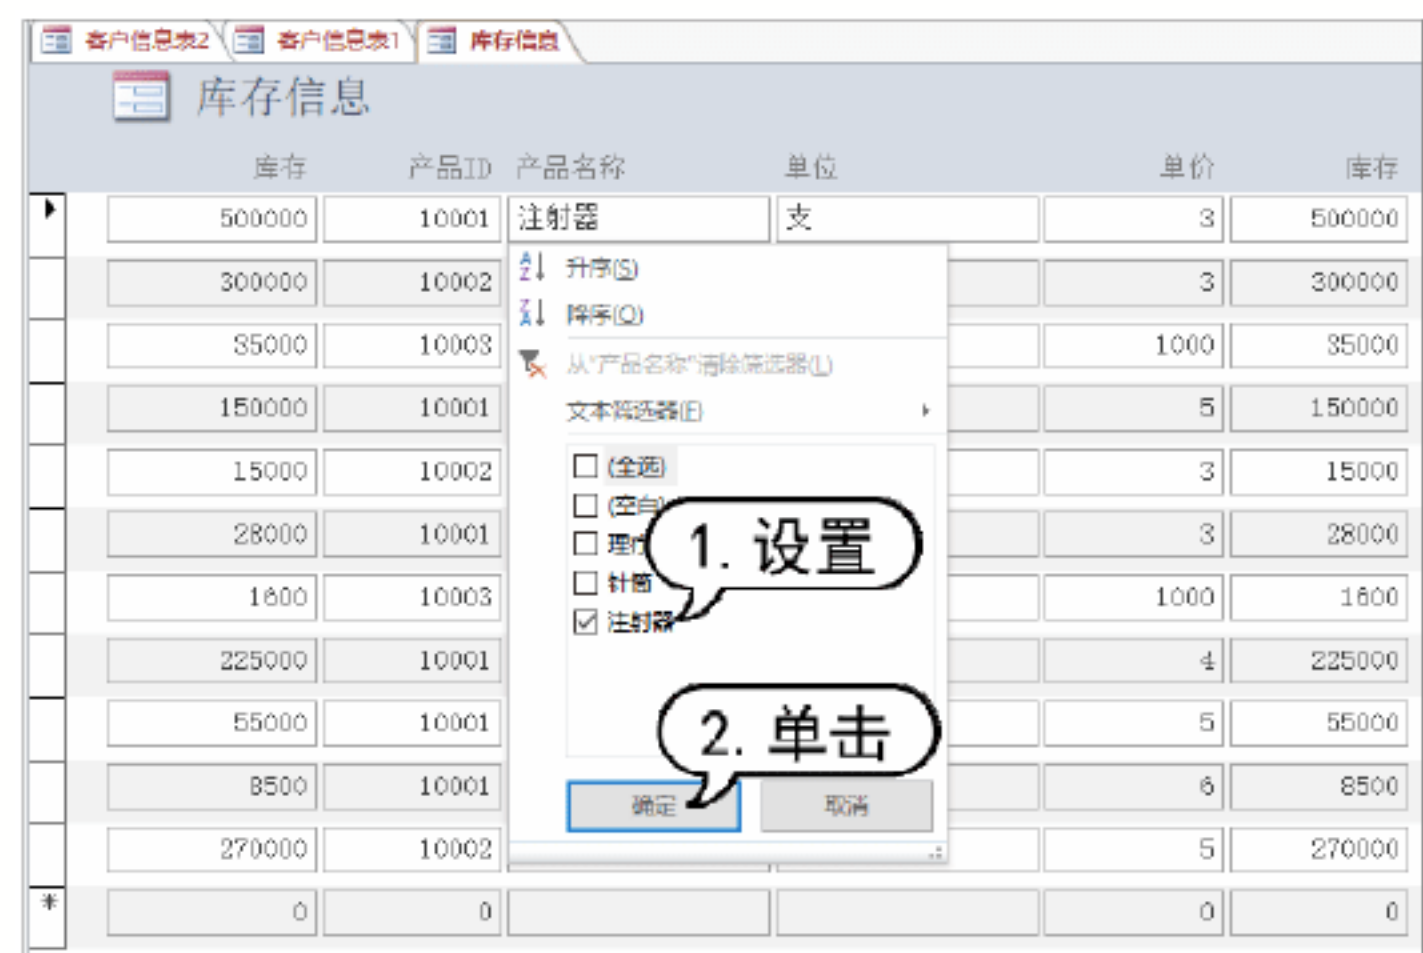 客户信息表2 客户信息表1 库存信息
库存信息
库存 产品ID 产品名称 单位 单价 库存
500000 10001 注射器 支 3 500000
300000 10002 升序(S) 3 300000
降序(O)
35000 10003 从"产品名称"清除筛选器(L) 1000 35000
150000 10001 文本筛选器(F) 5 150000
15000 10002 (全选) 3 15000
(空白)
28000 10001 理疗 1. 设置 3 28000
1600 10003 针筒 1000 1600
注射器
225000 10001 4 225000
55000 10001 2. 单击 5 55000
8500 10001 确定 取消 6 8500
270000 10002 5 270000
* 0 0 0 0